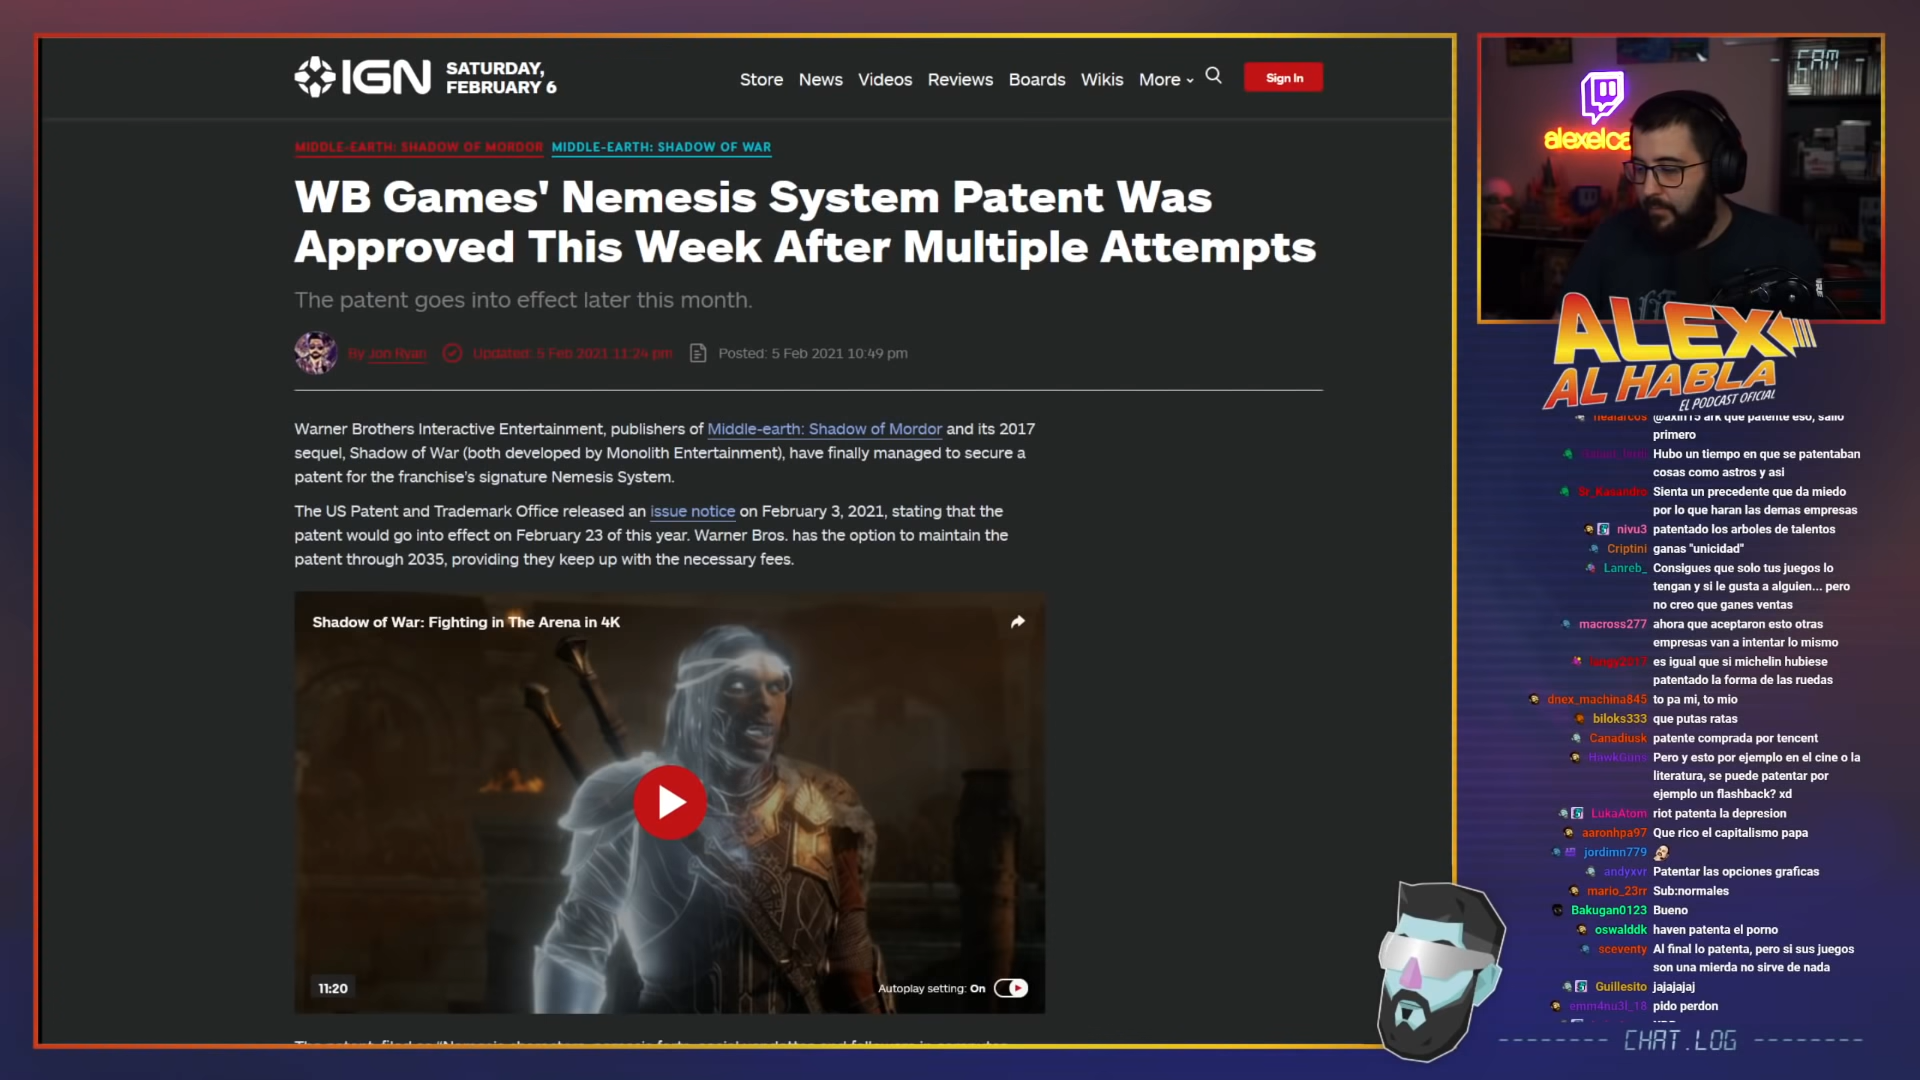 IGN
SATURDAY,
FEBRUARY 6
Store News Videos Reviews Boards Wikis More
Sign In
MIDDLE-EARTH: SHADOW OF MORDOR MIDDLE-EARTH: SHADOW OF WAR
WB Games' Nemesis System Patent Was
Approved This Week After Multiple Attempts
The patent goes into effect later this month.
By Jon Ryan Updated: 5 Feb 2021 11:24 pm Posted: 5 Feb 2021 10:49 pm
Warner Brothers Interactive Entertainment, publishers of Middle-earth: Shadow of Mordor and its 2017
sequel, Shadow of War (both developed by Monolith Entertainment), have finally managed to secure a
patent for the franchise's signature Nemesis System.
The US Patent and Trademark Office released an issue notice on February 3, 2021, stating that the
patent would go into effect on February 23 of this year. Warner Bros. has the option to maintain the
patent through 2035, providing they keep up with the necessary fees.
Shadow of War: Fighting in The Arena in 4K
11:20
Autoplay setting: On
- CAM -
alexelca
ALEX
AL HABLA
EL PODCAST OFICIAL
@axin15 ark que patente eso, salio
primero
Hubo un tiempo en que se patentaban
cosas como astros y asi
Sr_Kasandro Sienta un precedente que da miedo
por lo que haran las demas empresas
nivu3 patentado los arboles de talentos
Criptini ganas "unicidad"
Lanreb_ Consigues que solo tus juegos lo
tengan y si le gusta a alguien... pero
no creo que ganes ventas
macross277 ahora que aceptaron esto otras
empresas van a intentar lo mismo
es igual que si michelin hubiese
patentado la forma de las ruedas
dnex_machina845 to pa mi, to mio
biloks333 que putas ratas
Canadiusk patente comprada por tencent
HawkGuns Pero y esto por ejemplo en el cine o la
literatura, se puede patentar por
ejemplo un flashback? xd
LukaAtom riot patenta la depresion
aaronhpa97 Que rico el capitalismo papa
jordimn779
andyxvr Patentar las opciones graficas
mario_23rr Sub:normales
Bakugan0123 Bueno
oswalddk haven patenta el porno
sceventy Al final lo patenta, pero si sus juegos
son una mierda no sirve de nada
Guillesito jajajajaj
emm4nu3l_18 pido perdon
CHAT.LOG